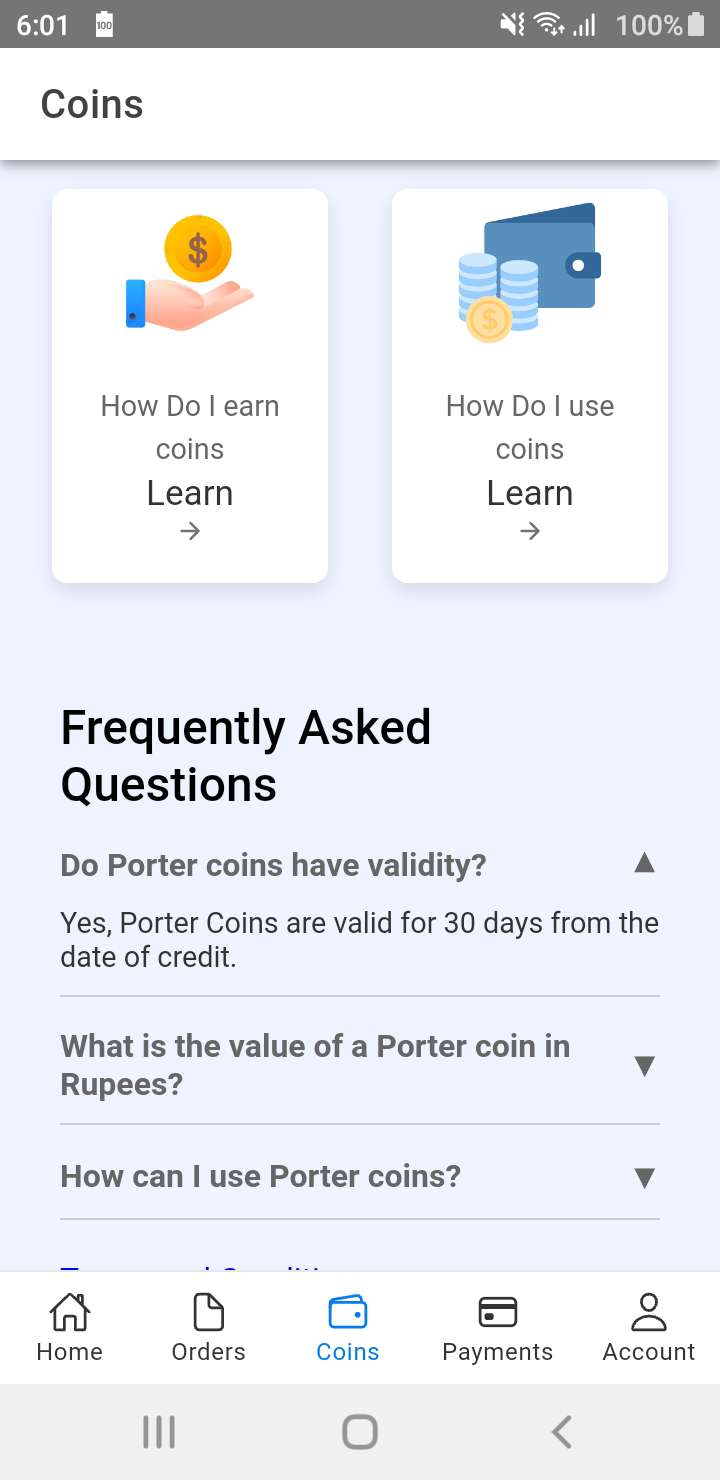 6:01
100
100%
Coins
$
$
How Do I earn
coins
Learn
→
How Do I use
coins
Learn
→
Frequently Asked
Questions
Do Porter coins have validity? ▲
Yes, Porter Coins are valid for 30 days from the
date of credit.
What is the value of a Porter coin in
Rupees? ▼
How can I use Porter coins? ▼
Home
Orders
Coins
Payments
Account